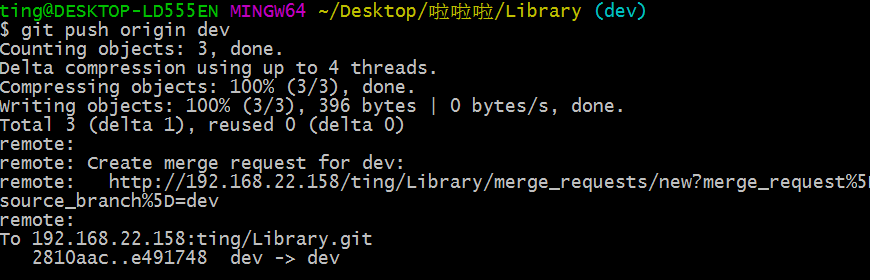 ting@DESKTOP-LD555EN MINGW64 ~/Desktop/啦啦啦/Library (dev)
$ git push origin dev
Counting objects: 3, done.
Delta compression using up to 4 threads.
Compressing objects: 100% (3/3), done.
Writing objects: 100% (3/3), 396 bytes | 0 bytes/s, done.
Total 3 (delta 1), reused 0 (delta 0)
remote:
remote: Create merge request for dev:
remote:   http://192.168.22.158/ting/Library/merge_requests/new?merge_request%5
source_branch%5D=dev
remote:
To 192.168.22.158:ting/Library.git
   2810aac..e491748  dev -> dev